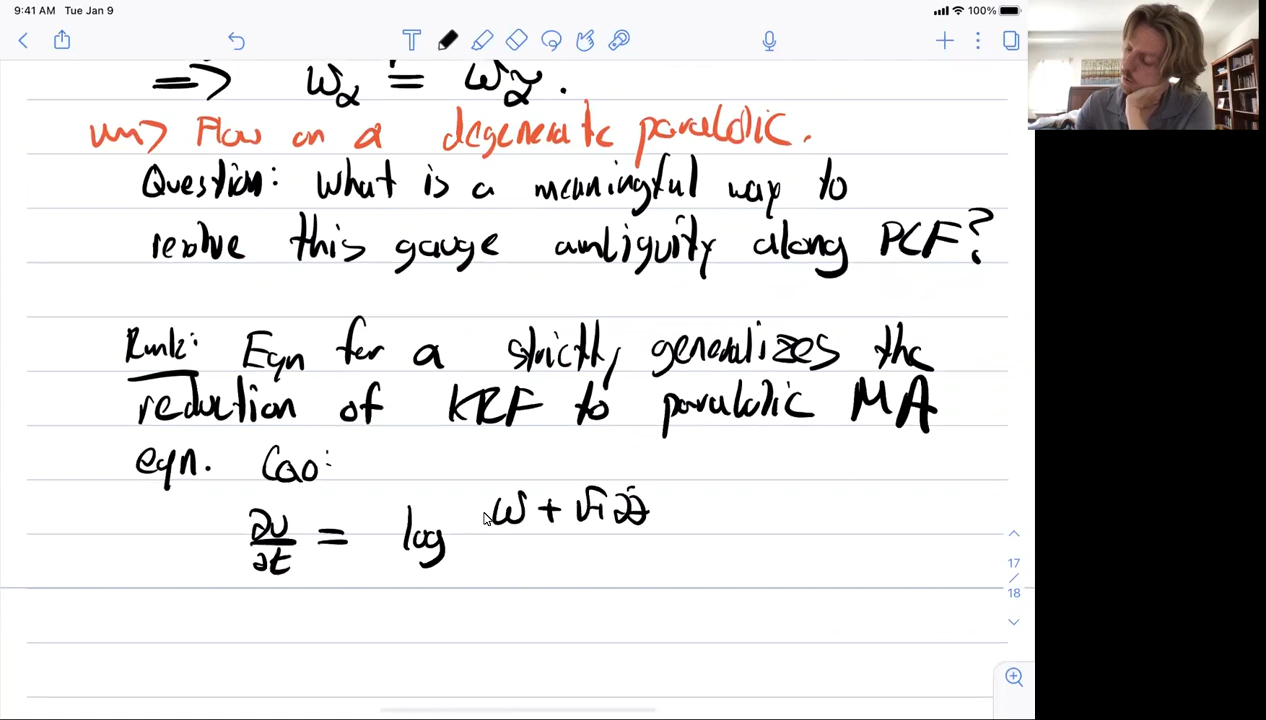 9:41 AM Tue Jan 9
100%
T
=> ω_α = ω_α̃.
⇝ Flow on α degenerate parabolic.
Question: What is a meaningful way to
resolve this gauge ambiguity along PCF?
Rmk: Eqn for α strictly generalizes the
reduction of KRF to parabolic MA
eqn. Cao:
∂u/∂t = log ω + √-1 ∂∂̄
17
/
18